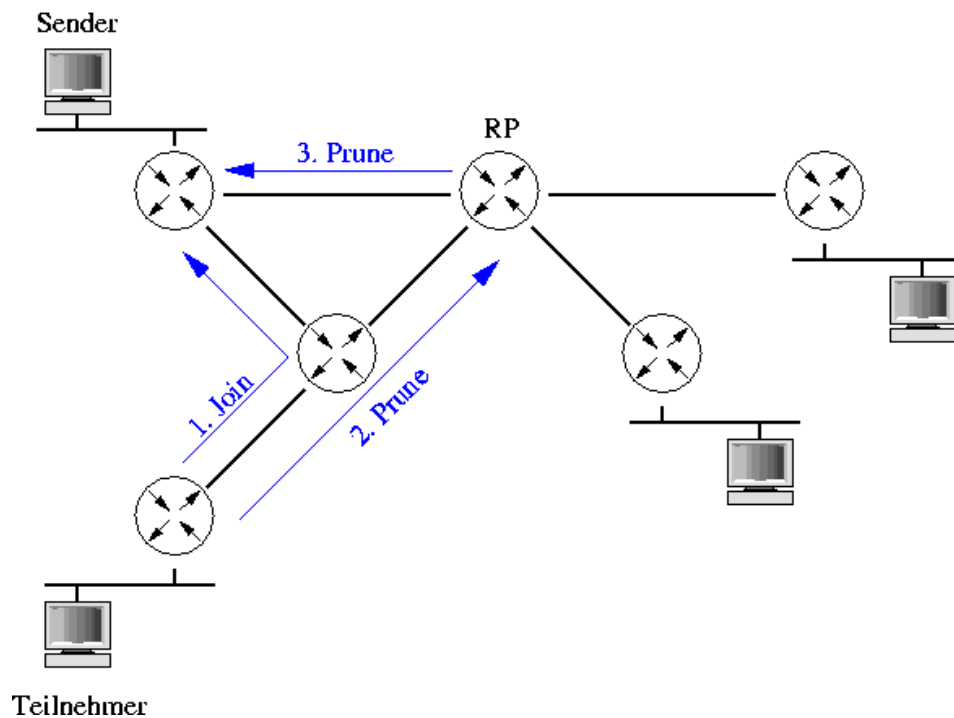 Sender
RP
3. Prune
1. Join
2. Prune
Teilnehmer